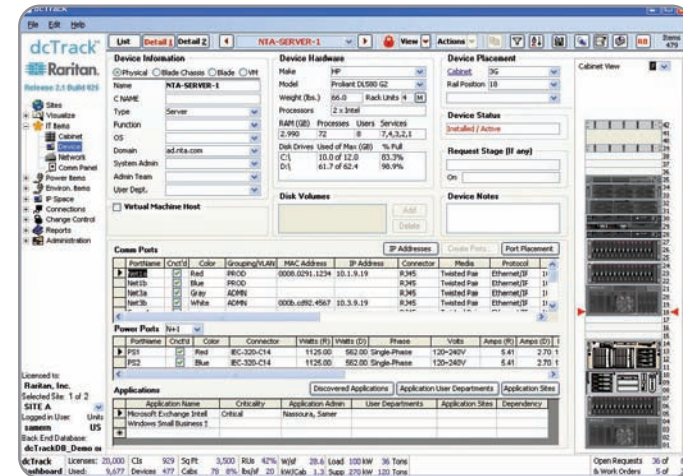 File Edit Help
dcTrack
Raritan.
Release 2.1 Build 829
Sites
Visualize
IT Items
Cabinet
Device
Network
Comm Panel
Power Items
Environ. Items
IP Space
Connections
Change Control
Reports
Administration
Licensed to:
Raritan, Inc.
Selected Site: 1 of 2
SITE A
Logged in User: Units
sameem US
Back End Database:
dcTrackDB_Demo
List Detail 1 Detail 2 NTA-SERVER-1 View Actions Items
479
Device Information
Physical Blade Chassis Blade VM
Name NTA-SERVER-1
C NAME
Type Server
Function
OS
Domain ad.nta.com
System Admin
Admin Team
User Dept.
Virtual Machine Host
Device Hardware
Make HP
Model Proliant DL580 G2
Weight (lbs.) 66.0 Rack Units 4 M
Processors 2 x Intel
RAM (GB) Processes Users Services
2.990 72 8 7,4,3,2,1
Disk Drives Used of Max (GB) % Full
C:\ 10.0 of 12.0 83.3%
D:\ 61.7 of 62.4 98.9%
Disk Volumes
Add
Delete
Device Placement
Cabinet 3G
Rail Position 18
Device Status
Installed / Active
Request Stage (If any)
On
Device Notes
Cabinet View
Comm Ports IP Addresses Create Ports Port Placement
PortName Cnct'd Color Grouping/VLAN MAC Address IP Address Connector Media Protocol
Net1a Red PROD 0008.0291.1234 10.1.9.19 RJ45 Twisted Pair Ethernet/IP
Net1b Blue PROD RJ45 Twisted Pair Ethernet/IP
Net3a Gray ADMN RJ45 Twisted Pair Ethernet/IP
Net3b White ADMN 000b.cd92.4567 10.3.9.19 RJ45 Twisted Pair Ethernet/IP
Power Ports N+1
PortName Cnct'd Color Connector Watts (R) Watts (D) Phase Volts Amps (R) Amps (D)
PS1 Red IEC-320-C14 1125.00 562.00 Single-Phase 120~240V 5.41 2.70
PS2 Blue IEC-320-C14 1125.00 562.00 Single-Phase 120~240V 5.41 2.70
Applications Discovered Applications Application User Departments Application Sites
Application Name Criticality Application Admin User Departments Application Sites Dependency
Microsoft Exchange Intell Critical Nassoura, Samer
Windows Small Business
dcTrack Licenses: 20,000 CIs 929 Sq Ft 3,500 RUs 42% W/sf 28.6 Load 100 kW 36 Tons Open Requests 36 of
Dashboard Used: 9,677 Devices 477 Cabs 79 8% lbs/sf 20 kW/Cab 1.3 Supp 270 kW 120 Tons & Work Orders 5 of